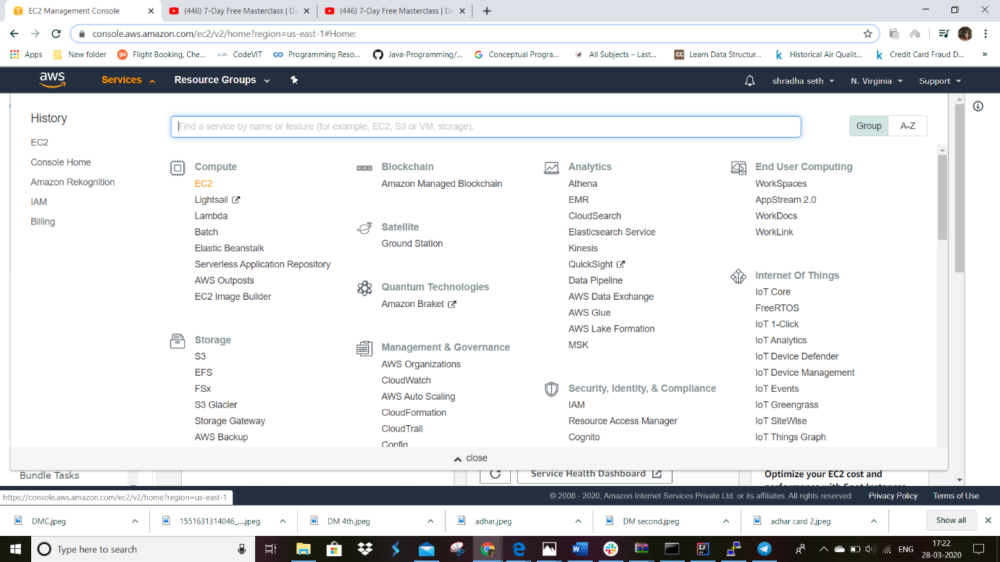 EC2 Management Console
(446) 7-Day Free Masterclass | Da
(446) 7-Day Free Masterclass | Da
console.aws.amazon.com/ec2/v2/home?region=us-east-1#Home:
Apps
New folder
Flight Booking, Che...
CodeVIT
Programming Reso...
Java-Programming/...
Conceptual Progra...
All Subjects – Last...
Learn Data Structur...
Historical Air Qualit...
Credit Card Fraud D...
»
aws
Services
Resource Groups
shradha seth
N. Virginia
Support
History
EC2
Console Home
Amazon Rekognition
IAM
Billing
Find a service by name or feature (for example, EC2, S3 or VM, storage).
Group
A-Z
Compute
EC2
Lightsail
Lambda
Batch
Elastic Beanstalk
Serverless Application Repository
AWS Outposts
EC2 Image Builder
Storage
S3
EFS
FSx
S3 Glacier
Storage Gateway
AWS Backup
Blockchain
Amazon Managed Blockchain
Satellite
Ground Station
Quantum Technologies
Amazon Braket
Management & Governance
AWS Organizations
CloudWatch
AWS Auto Scaling
CloudFormation
CloudTrail
Config
Analytics
Athena
EMR
CloudSearch
Elasticsearch Service
Kinesis
QuickSight
Data Pipeline
AWS Data Exchange
AWS Glue
AWS Lake Formation
MSK
Security, Identity, & Compliance
IAM
Resource Access Manager
Cognito
End User Computing
WorkSpaces
AppStream 2.0
WorkDocs
WorkLink
Internet Of Things
IoT Core
FreeRTOS
IoT 1-Click
IoT Analytics
IoT Device Defender
IoT Device Management
IoT Events
IoT Greengrass
IoT SiteWise
IoT Things Graph
close
Bundle Tasks
Service Health Dashboard
Optimize your EC2 cost and
performance with Spot Instances
https://console.aws.amazon.com/ec2/v2/home?region=us-east-1
© 2008 - 2020, Amazon Internet Services Private Ltd. or its affiliates. All rights reserved.
Privacy Policy
Terms of Use
DMC.jpeg
1551631314046_....jpeg
DM 4th.jpeg
adhar.jpeg
DM second.jpeg
adhar card 2.jpeg
Show all
Type here to search
ENG
17:22
28-03-2020